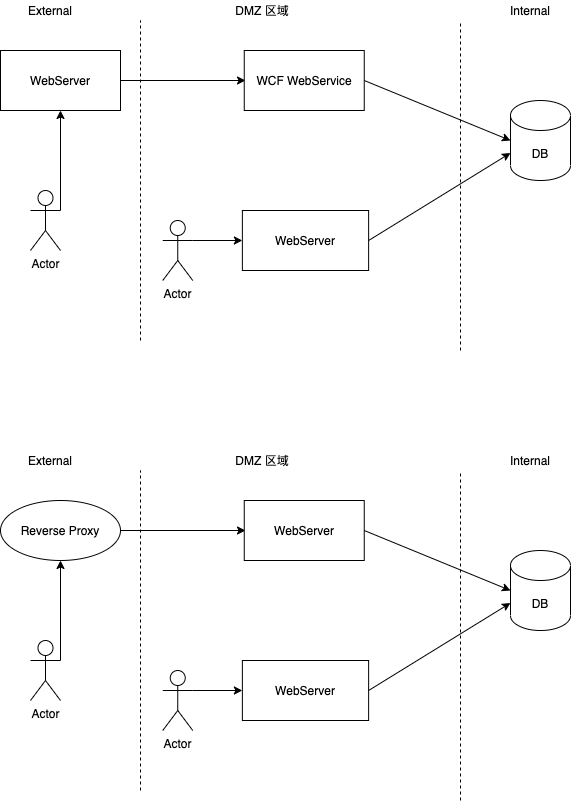 External
DMZ 区域
Internal
WebServer
WCF WebService
DB
Actor
WebServer
Actor
External
DMZ 区域
Internal
Reverse Proxy
WebServer
DB
Actor
WebServer
Actor